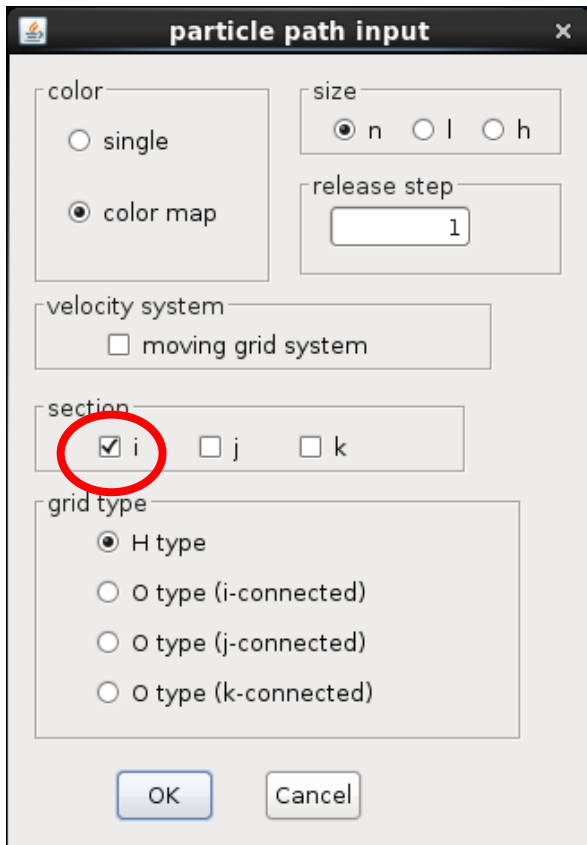 particle path input
color
single
color map
size
n l h
release step
1
velocity system
moving grid system
section
i j k
grid type
H type
O type (i-connected)
O type (j-connected)
O type (k-connected)
OK Cancel